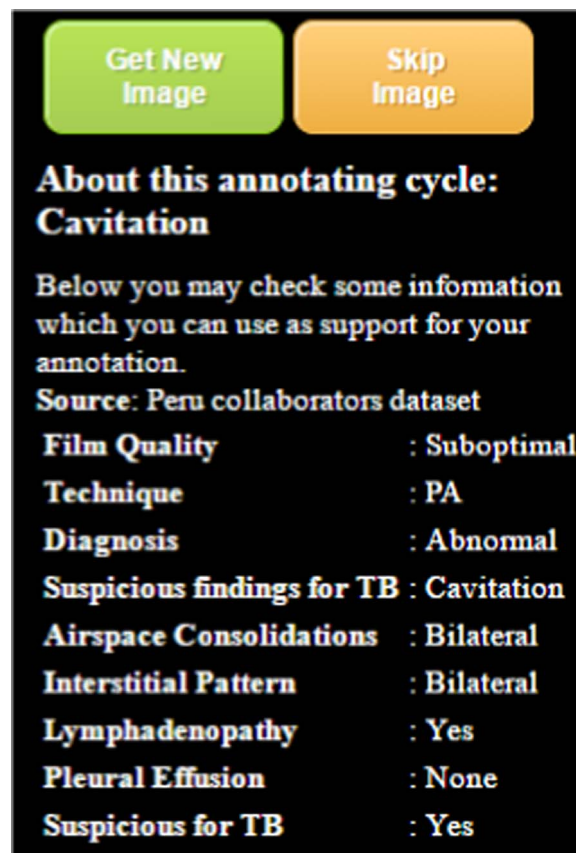 Get New
Image
Skip
Image
About this annotating cycle:
Cavitation
Below you may check some information
which you can use as support for your
annotation.
Source: Peru collaborators dataset
Film Quality : Suboptimal
Technique : PA
Diagnosis : Abnormal
Suspicious findings for TB : Cavitation
Airspace Consolidations : Bilateral
Interstitial Pattern : Bilateral
Lymphadenopathy : Yes
Pleural Effusion : None
Suspicious for TB : Yes